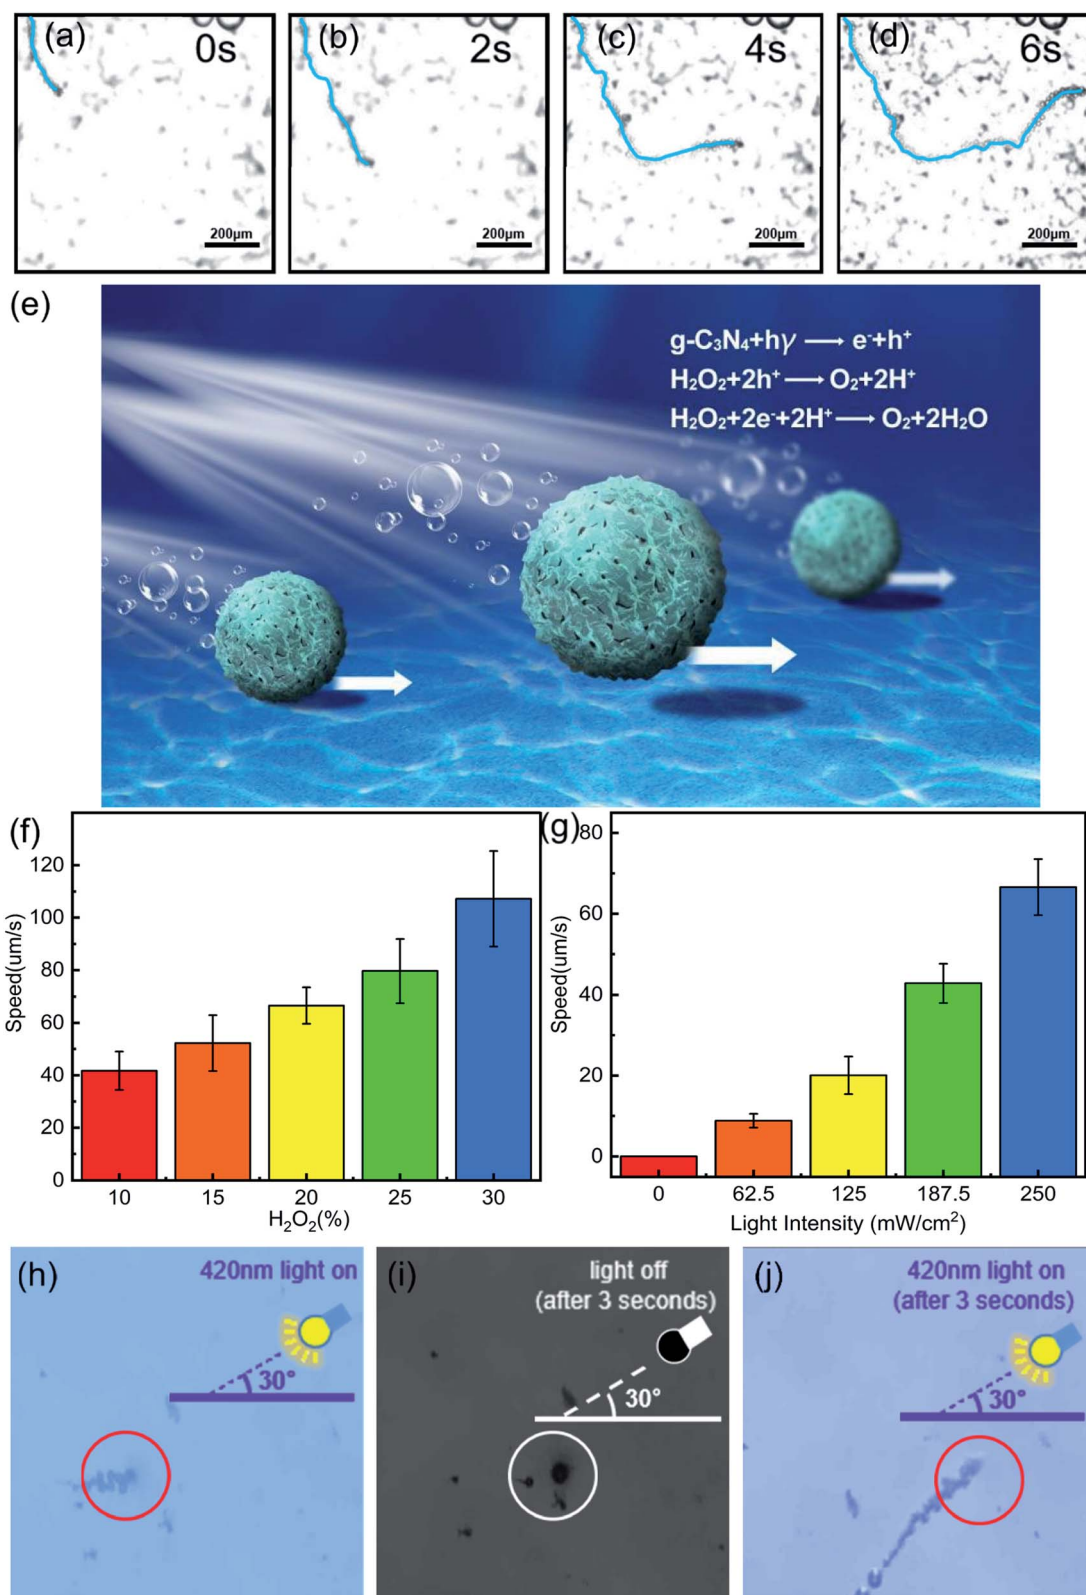 (a) 0s
200μm
(b) 2s
200μm
(c) 4s
200μm
(d) 6s
200μm
(e)
g-C₃N₄+hγ ⟶ e⁻+h⁺
H₂O₂+2h⁺⟶O₂+2H⁺
H₂O₂+2e⁻+2H⁺⟶O₂+2H₂O
(f)
Speed(um/s)
120
100
80
60
40
20
0
10 15 20 25 30
H₂O₂(%)
(g)
Speed(um/s)
80
60
40
20
0
0 62.5 125 187.5 250
Light Intensity (mW/cm²)
(h)
420nm light on
30°
(i)
light off
(after 3 seconds)
30°
(j)
420nm light on
(after 3 seconds)
30°